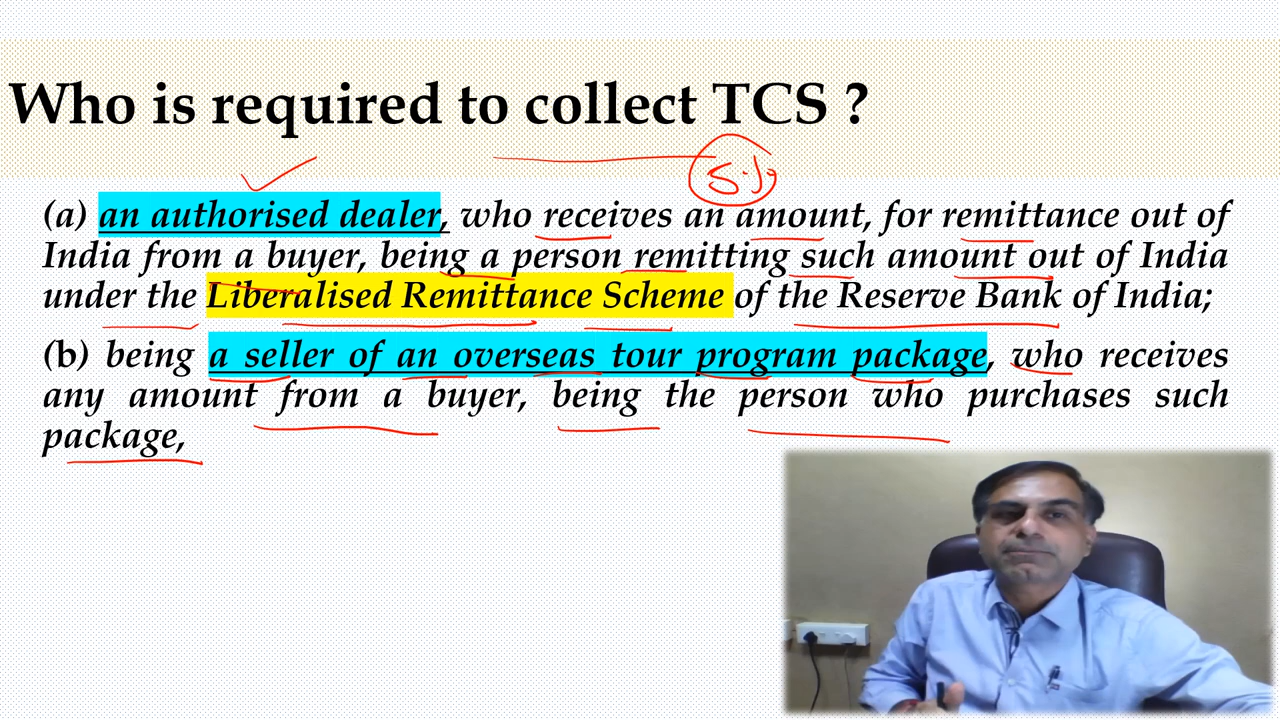 Who is required to collect TCS ?
5%
(a) an authorised dealer, who receives an amount, for remittance out of
India from a buyer, being a person remitting such amount out of India
under the Liberalised Remittance Scheme of the Reserve Bank of India;
(b) being a seller of an overseas tour program package, who receives
any amount from a buyer, being the person who purchases such
package,